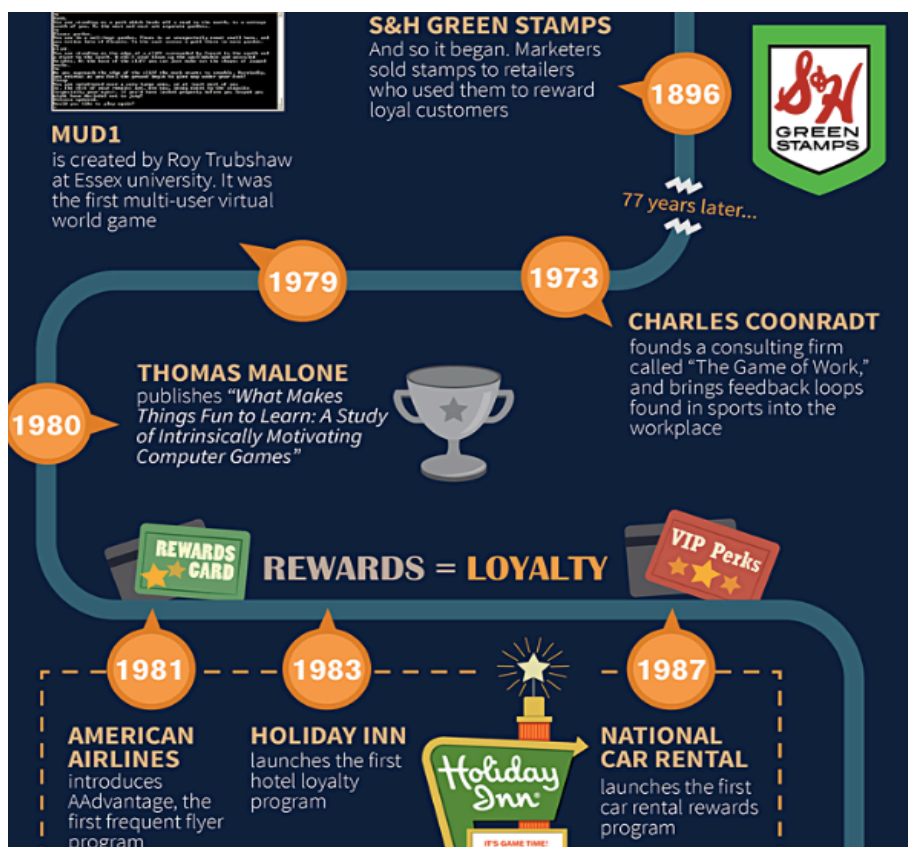 S&H GREEN STAMPS
And so it began. Marketers
sold stamps to retailers
who used them to reward
loyal customers
1896
S&H
GREEN
STAMPS
77 years later...
1973
CHARLES COONRADT
founds a consulting firm
called “The Game of Work,”
and brings feedback loops
found in sports into the
workplace
1979
MUD1
is created by Roy Trubshaw
at Essex university. It was
the first multi-user virtual
world game
1980
THOMAS MALONE
publishes “What Makes
Things Fun to Learn: A Study
of Intrinsically Motivating
Computer Games”
REWARDS
CARD
REWARDS = LOYALTY
VIP Perks
1981
AMERICAN
AIRLINES
introduces
AAdvantage, the
first frequent flyer
program
1983
HOLIDAY INN
launches the first
hotel loyalty
program
Holiday
Inn
IT'S GAME TIME!
1987
NATIONAL
CAR RENTAL
launches the first
car rental rewards
program